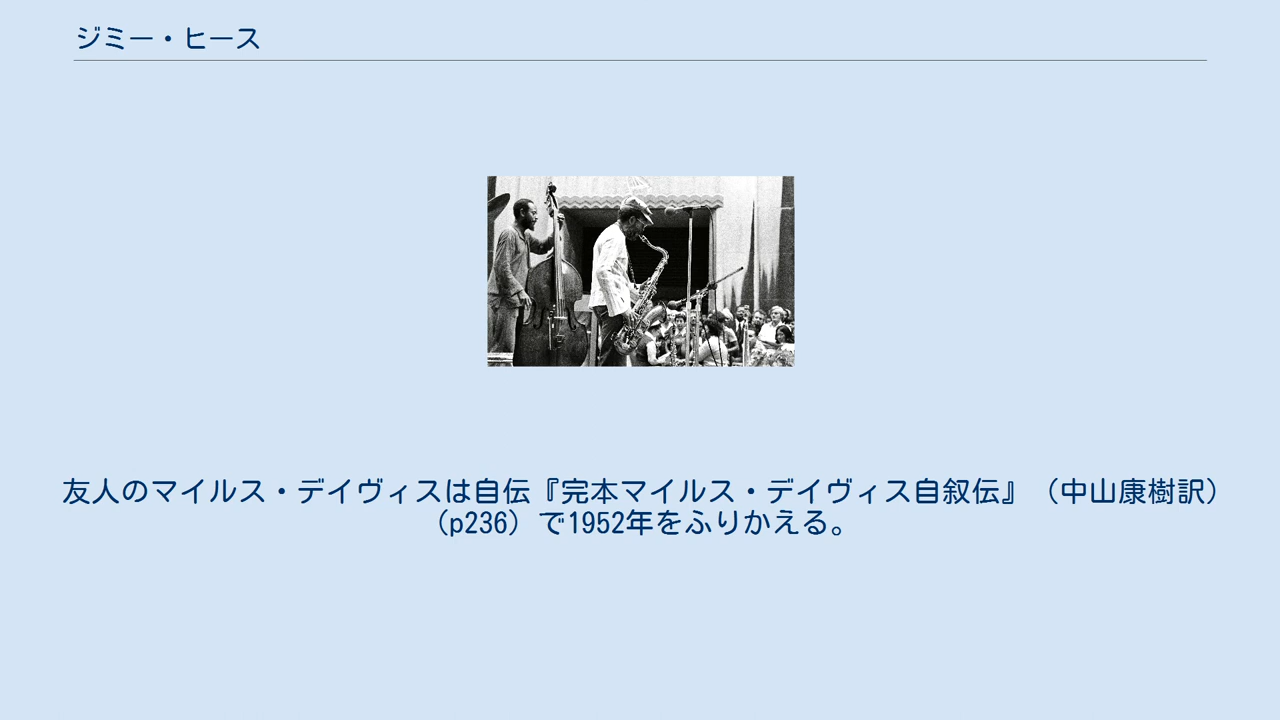 ジミー・ヒース
友人のマイルス・デイヴィスは自伝『完本マイルス・デイヴィス自叙伝』（中山康樹訳）
（p236）で1952年をふりかえる。